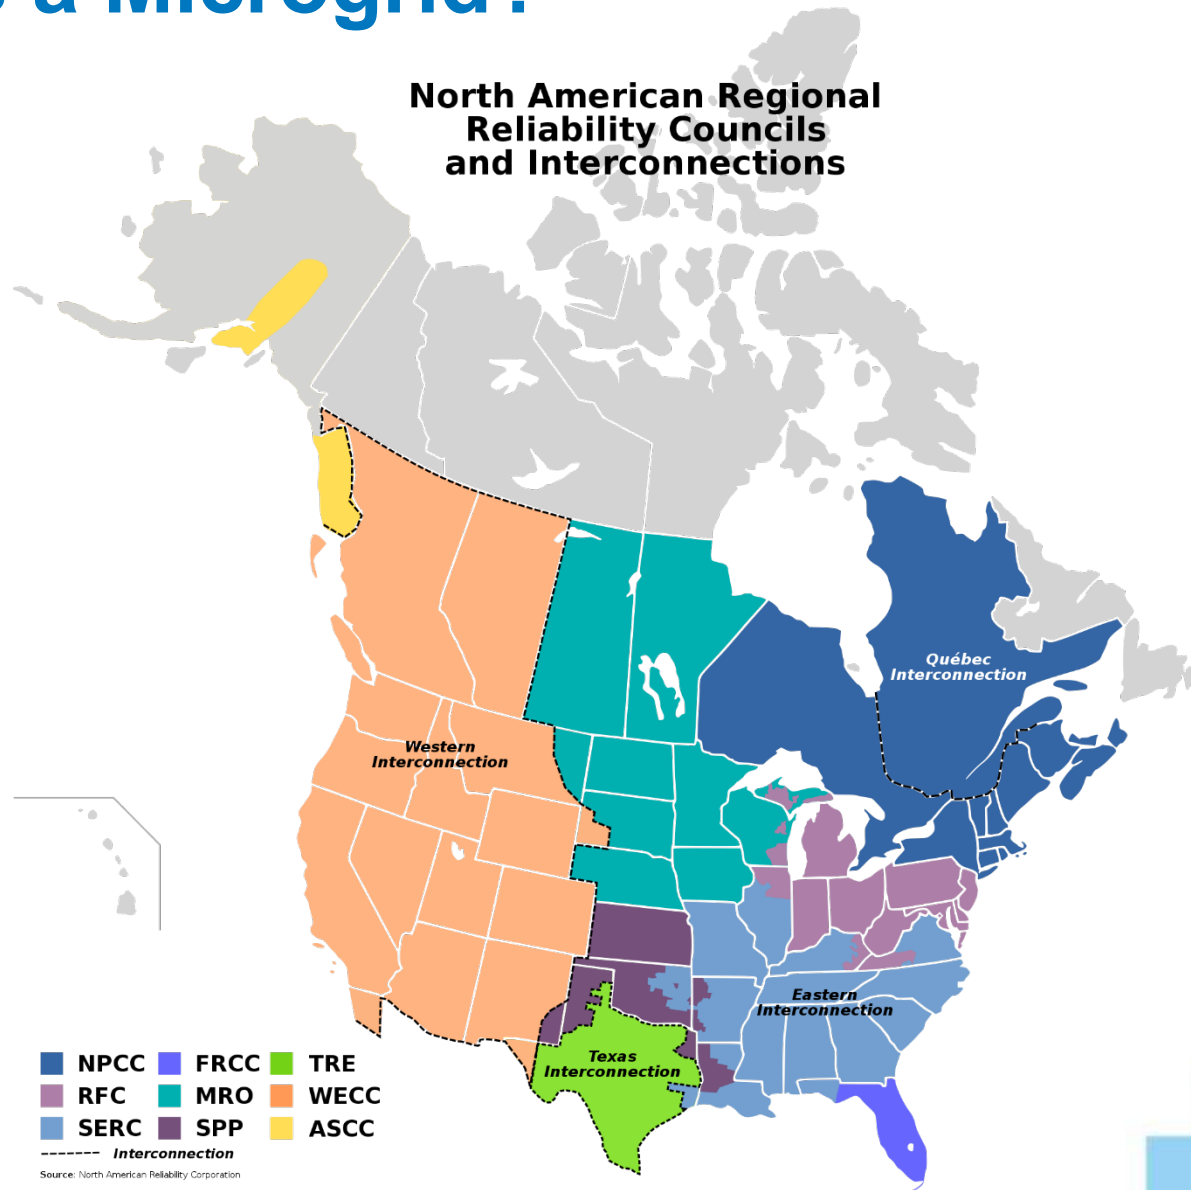 a Microgrid?
North American Regional
Reliability Councils
and Interconnections
Québec
Interconnection
Western
Interconnection
Eastern
Interconnection
Texas
Interconnection
NPCC FRCC TRE
RFC MRO WECC
SERC SPP ASCC
Interconnection
Source: North American Reliability Corporation